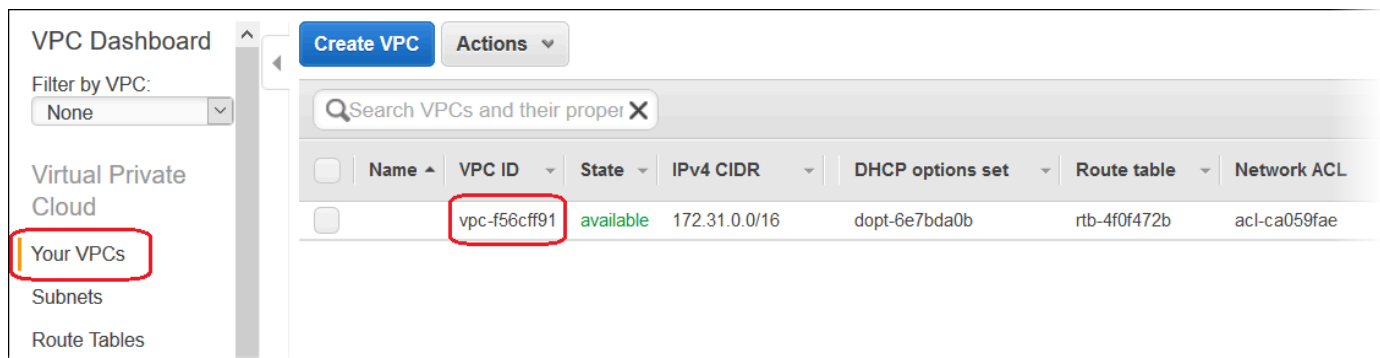 VPC Dashboard
Filter by VPC:
None
Virtual Private
Cloud
Your VPCs
Subnets
Route Tables
Create VPC Actions
Search VPCs and their proper
Name VPC ID State IPv4 CIDR DHCP options set Route table Network ACL
vpc-f56cff91 available 172.31.0.0/16 dopt-6e7bda0b rtb-4f0f472b acl-ca059fae